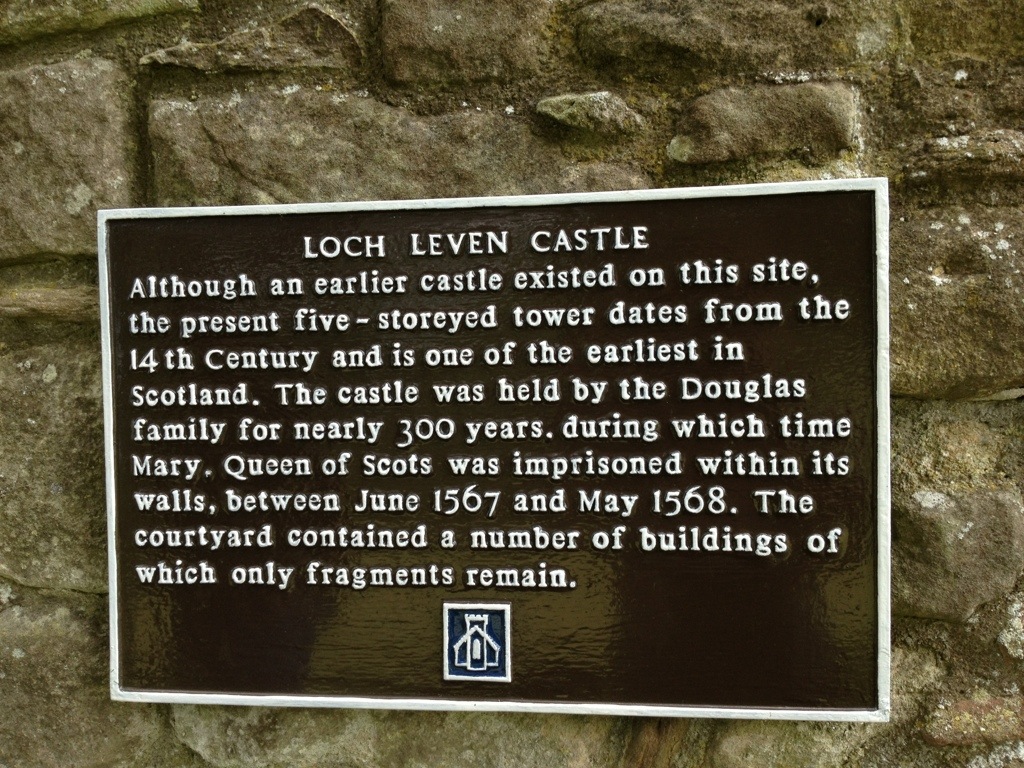 LOCH LEVEN CASTLE
Although an earlier castle existed on this site,
the present five-storeyed tower dates from the
14th Century and is one of the earliest in
Scotland. The castle was held by the Douglas
family for nearly 300 years. during which time
Mary. Queen of Scots was imprisoned within its
walls, between June 1567 and May 1568. The
courtyard contained a number of buildings of
which only fragments remain.